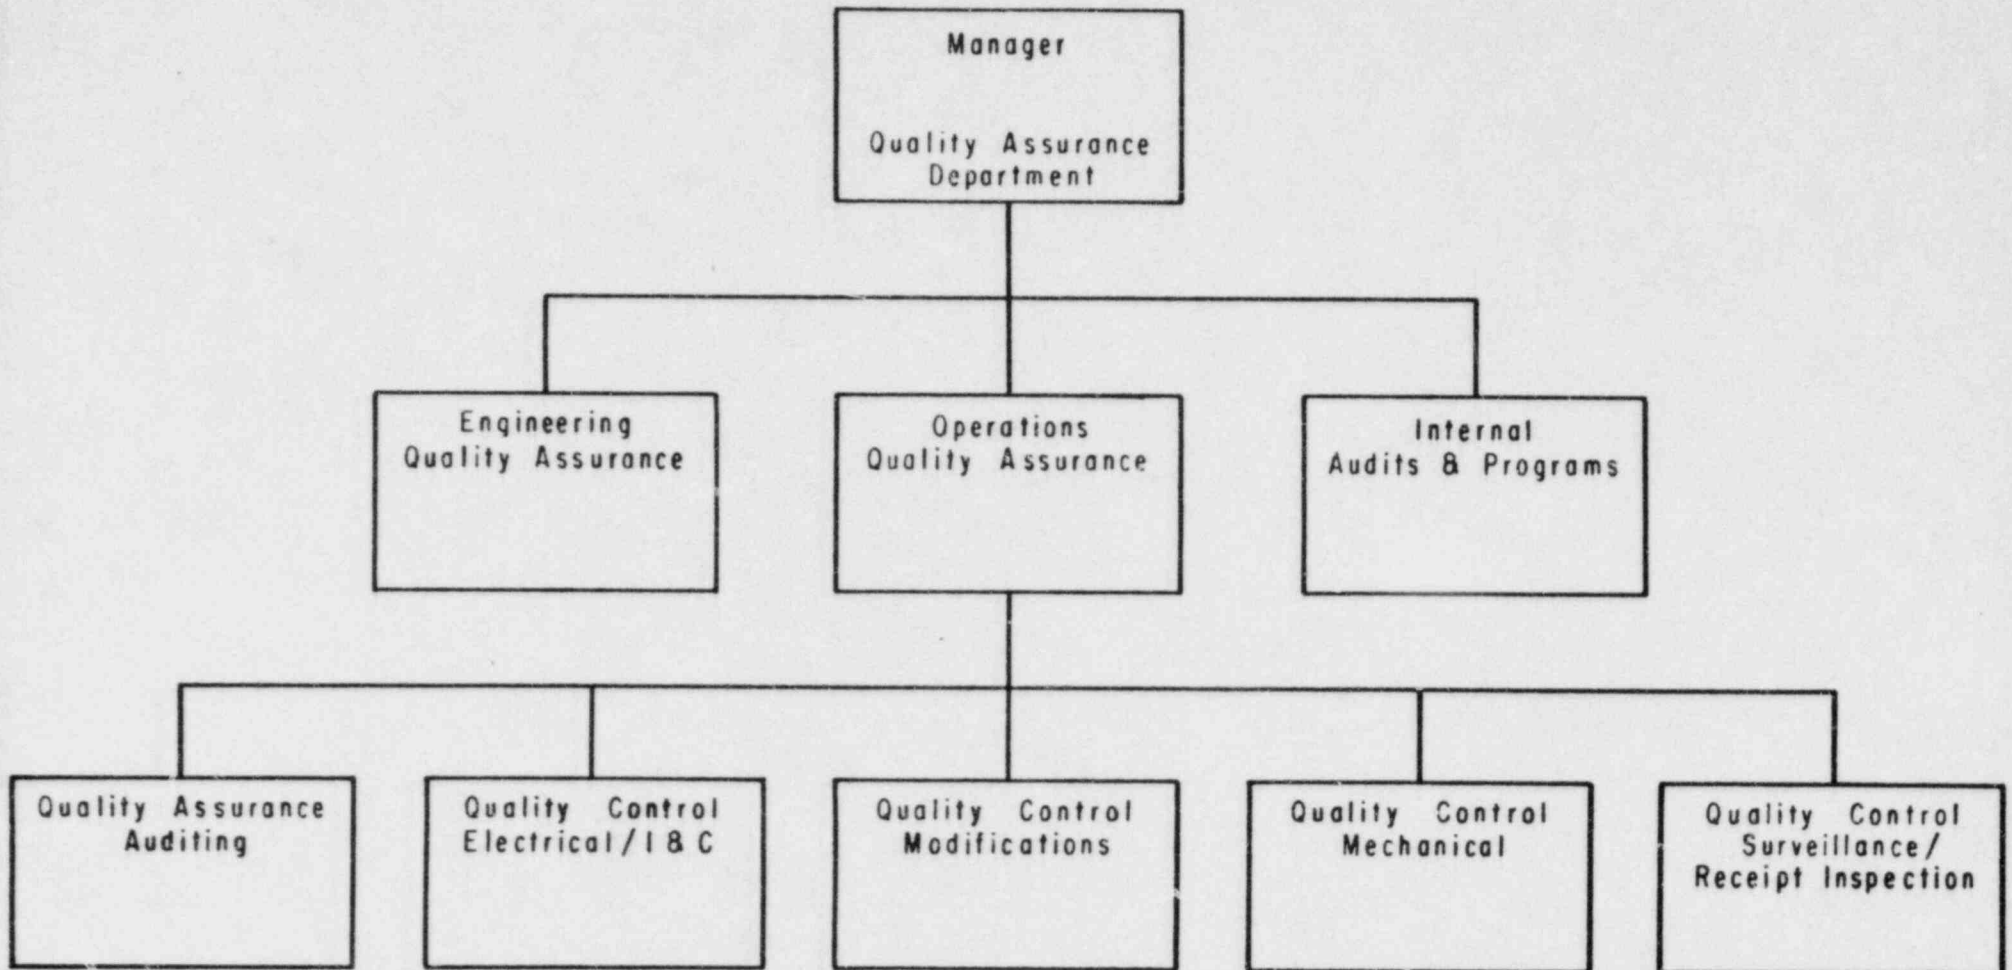 Manager
Quality Assurance
Department
Engineering
Quality Assurance
Operations
Quality Assurance
Internal
Audits & Programs
Quality Assurance
Auditing
Quality Control
Electrical/I & C
Quality Control
Modifications
Quality Control
Mechanical
Quality Control
Surveillance/
Receipt Inspection